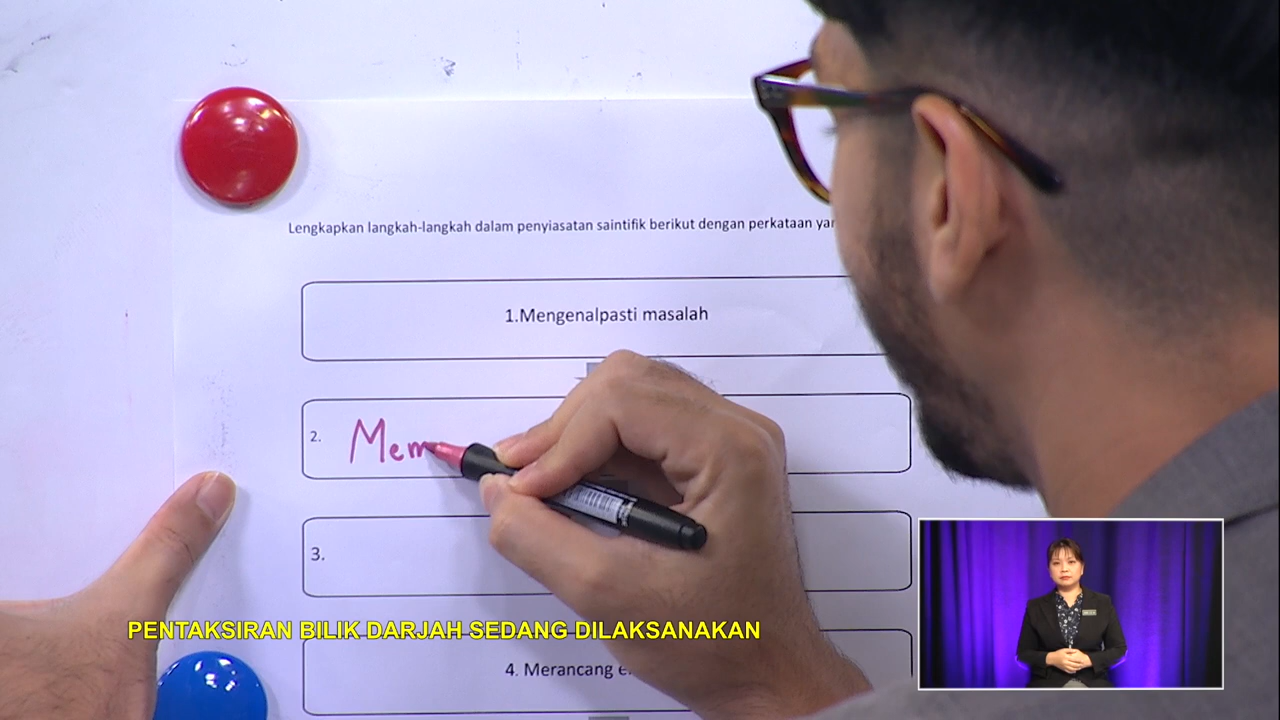 Lengkapkan langkah-langkah dalam penyiasatan saintifik berikut dengan perkataan
1.Mengenalpasti masalah
2. Mem
3.
PENTAKSIRAN BILIK DARJAH SEDANG DILAKSANAKAN
4. Merancang